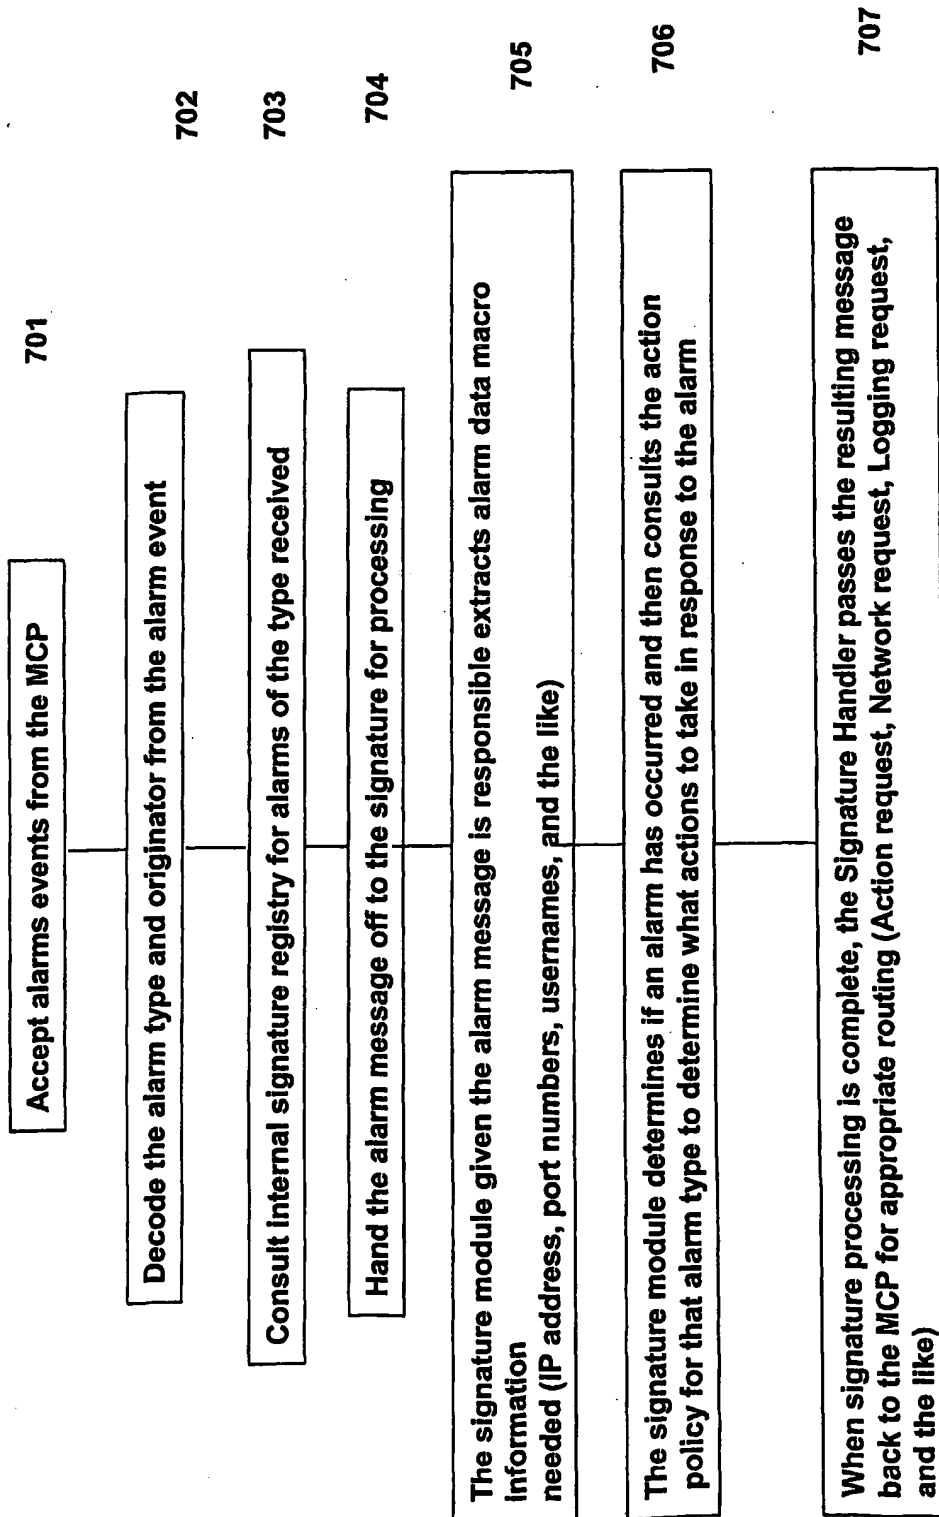 Accept alarms events from the MCP
701
Decode the alarm type and originator from the alarm event
702
Consult internal signature registry for alarms of the type received
703
Hand the alarm message off to the signature for processing
704
The signature module given the alarm message is responsible extracts alarm data macro
information
needed (IP address, port numbers, usernames, and the like)
705
The signature module determines if an alarm has occurred and then consults the action
policy for that alarm type to determine what actions to take in response to the alarm
706
When signature processing is complete, the Signature Handler passes the resulting message
back to the MCP for appropriate routing (Action request, Network request, Logging request,
and the like)
707